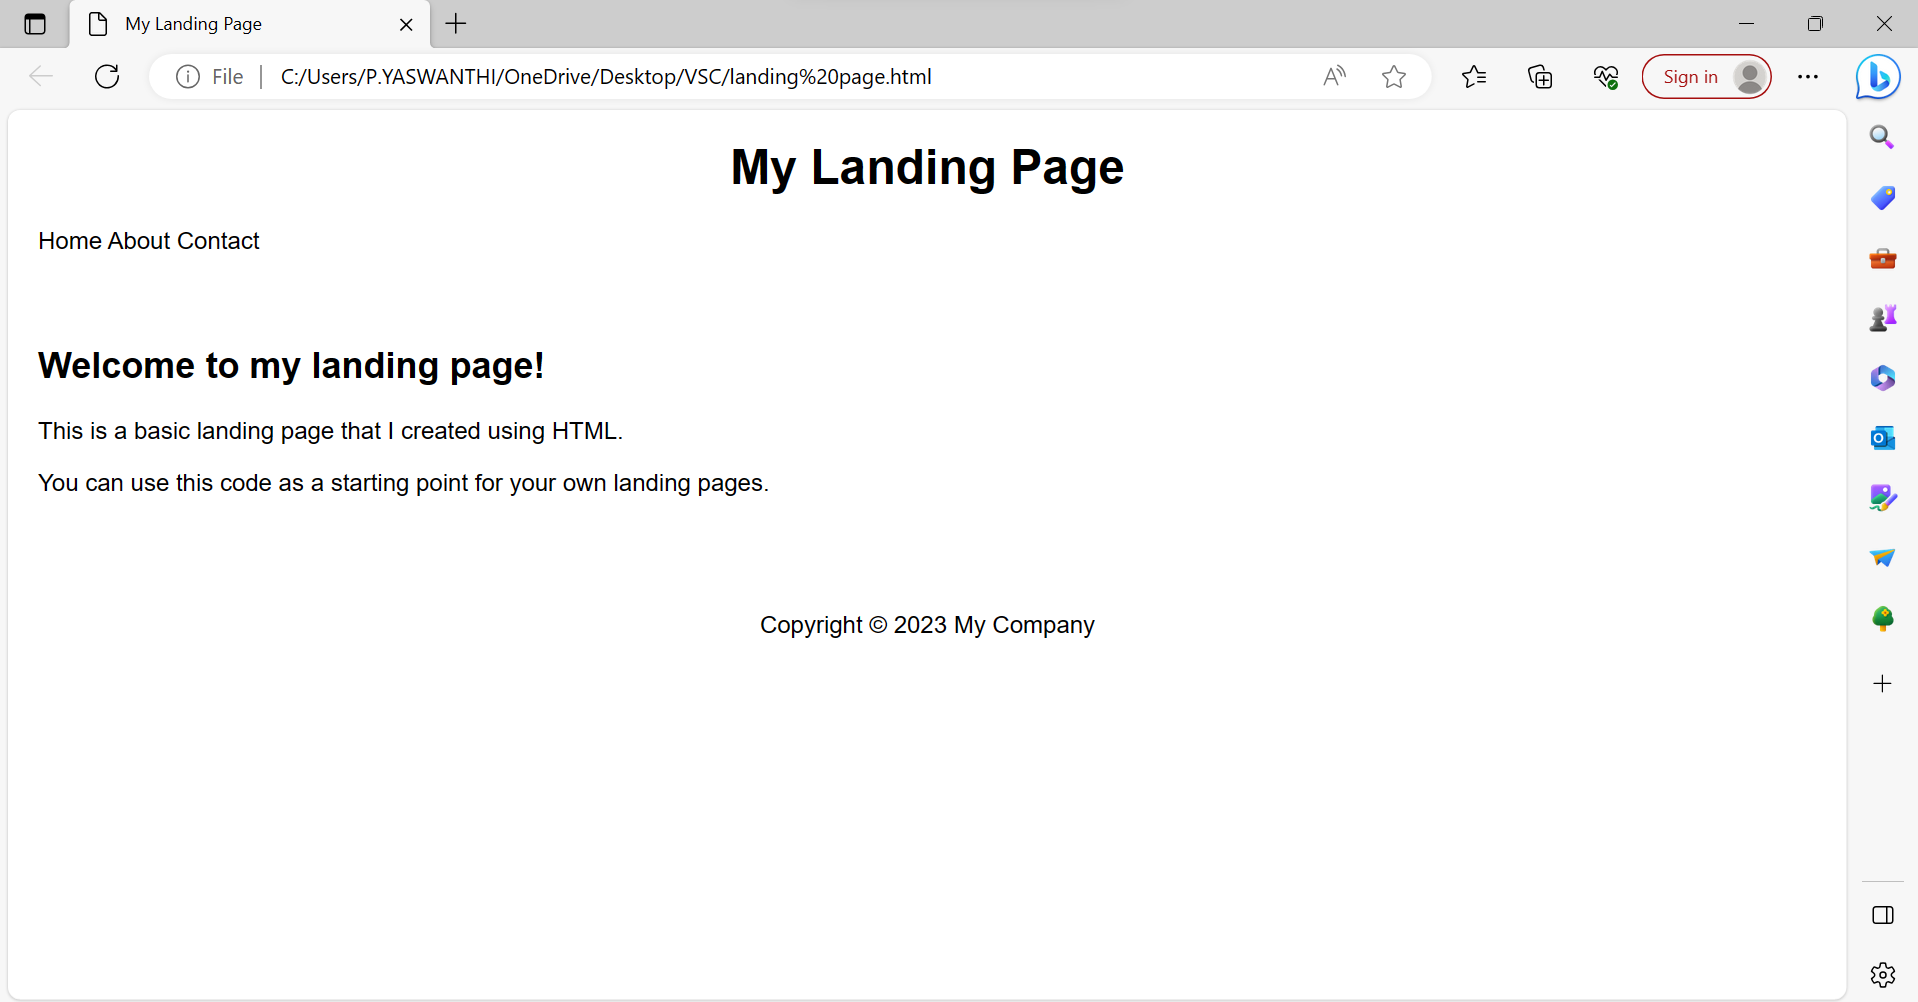 My Landing Page
File C:/Users/P.YASWANTHI/OneDrive/Desktop/VSC/landing%20page.html Sign in
My Landing Page
Home About Contact
Welcome to my landing page!
This is a basic landing page that I created using HTML.
You can use this code as a starting point for your own landing pages.
Copyright © 2023 My Company